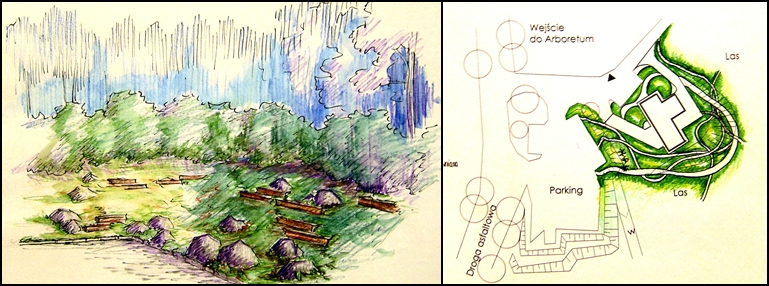 Wejście
do Arboretum
Las
Parking
Las
Droga asfaltowa
W